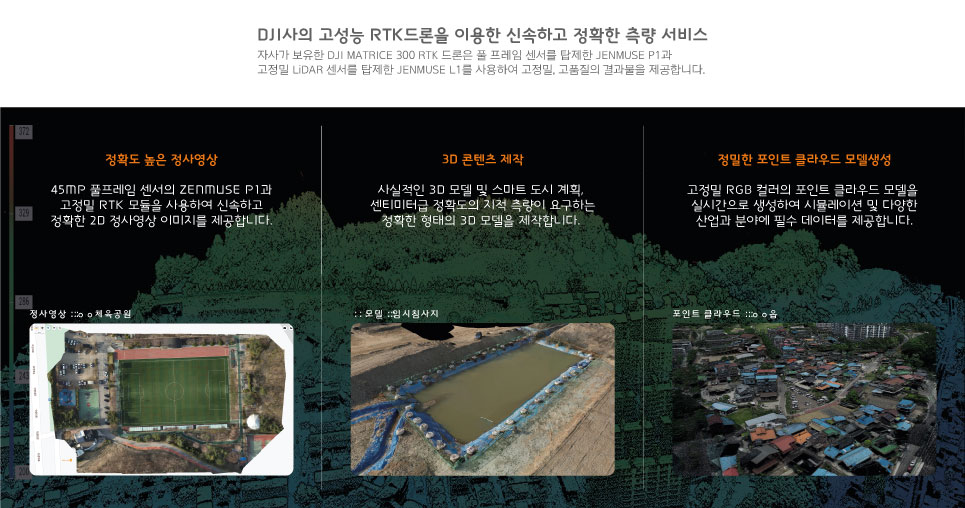 DJI사의 고성능 RTK드론을 이용한 신속하고 정확한 측량 서비스
자사가 보유한 DJI MATRICE 300 RTK 드론은 풀 프레임 센서를 탑제한 JENMUSE P1과
고정밀 LiDAR 센서를 탑제한 JENMUSE L1를 사용하여 고정밀, 고품질의 결과물을 제공합니다.
372
329
286
243
정확도 높은 정사영상
45MP 풀프레임 센서의 ZENMUSE P1과
고정밀 RTK 모듈을 사용하여 신속하고
정확한 2D 정사영상 이미지를 제공합니다.
정사영상 :::ㅇㅇ체육공원
3D 콘텐츠 제작
사실적인 3D 모델 및 스마트 도시 계획,
센티미터급 정확도의 지적 측량이 요구하는
정확한 형태의 3D 모델을 제작합니다.
:: 모델 ::임시침사지
정밀한 포인트 클라우드 모델생성
고정밀 RGB 컬러의 포인트 클라우드 모델을
실시간으로 생성하여 시뮬레이션 및 다양한
산업과 분야에 필수 데이터를 제공합니다.
포인트 클라우드 :::ㅇㅇ읍